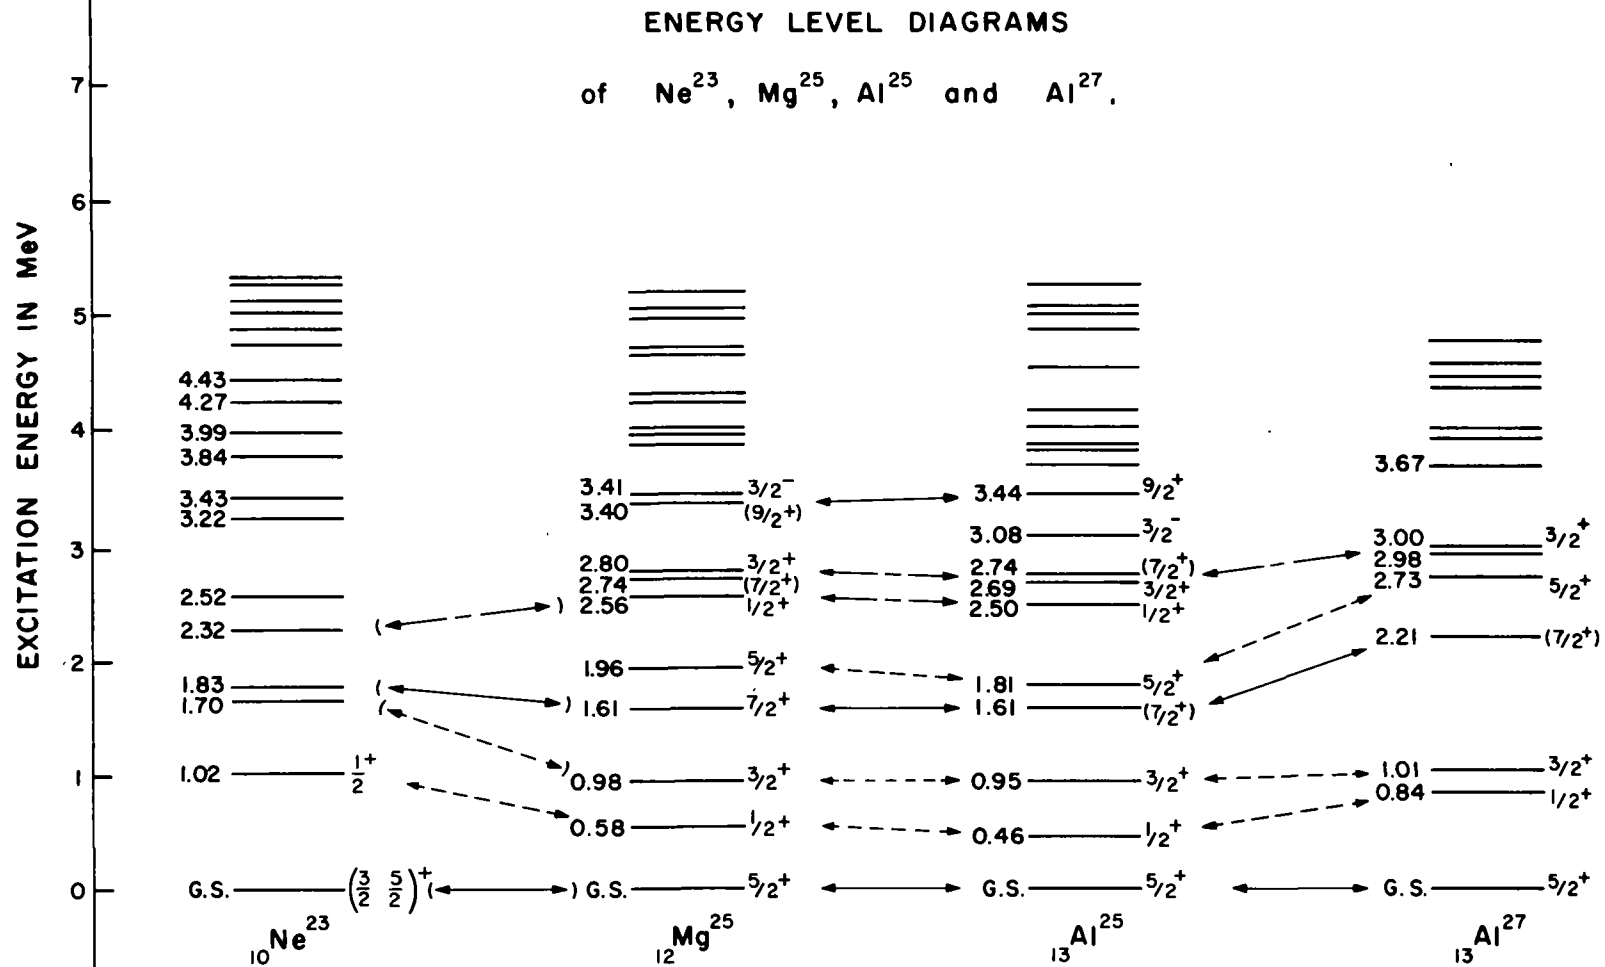 ENERGY LEVEL DIAGRAMS
of Ne²³, Mg²⁵, Al²⁵ and Al²⁷.
EXCITATION ENERGY IN MeV
7
6
5
4
3
2
1
0
4.43
4.27
3.99
3.84
3.43
3.22
2.52
2.32 (
1.83 (
1.70 (
1.02 1/2⁺
G.S. (3/2 5/2)⁺ (
₁₀Ne²³
3.41 3/2⁻
3.40 (9/2⁺)
2.80 3/2⁺
2.74 (7/2⁺)
) 2.56 1/2⁺
1.96 5/2⁺
) 1.61 7/2⁺
) 0.98 3/2⁺
0.58 1/2⁺
) G.S. 5/2⁺
₁₂Mg²⁵
3.44 9/2⁺
3.08 3/2⁻
2.74 (7/2⁺)
2.69 3/2⁺
2.50 1/2⁺
1.81 5/2⁺
1.61 (7/2⁺)
0.95 3/2⁺
0.46 1/2⁺
G.S. 5/2⁺
₁₃Al²⁵
3.67
3.00 3/2⁺
2.98
2.73 5/2⁺
2.21 (7/2⁺)
1.01 3/2⁺
0.84 1/2⁺
G.S. 5/2⁺
₁₃Al²⁷